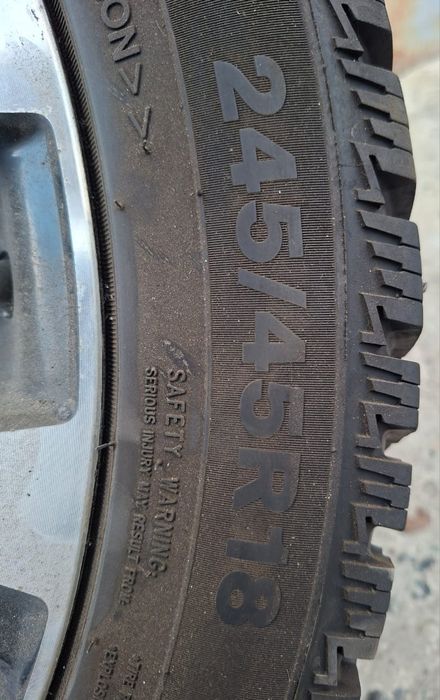 ON>>
245/45R18
SAFETY WARNING
SERIOUS INJURY MAY RESULT FROM: